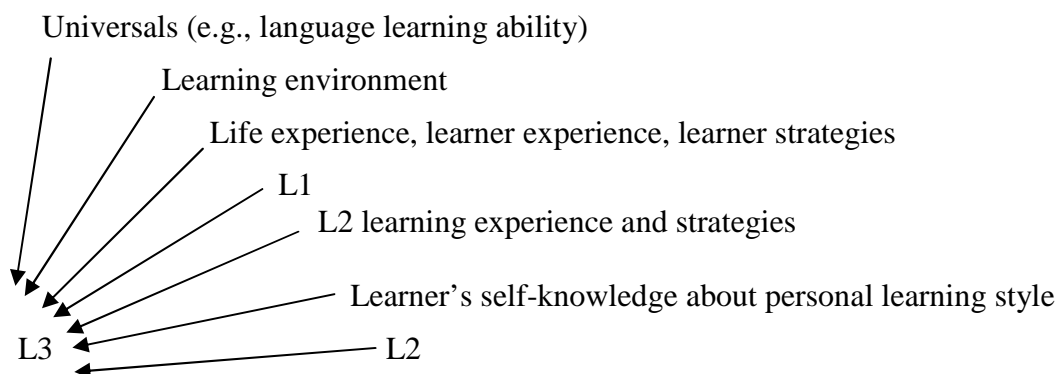 Universals (e.g., language learning ability)
Learning environment
Life experience, learner experience, learner strategies
L1
L2 learning experience and strategies
Learner’s self-knowledge about personal learning style
L3 L2